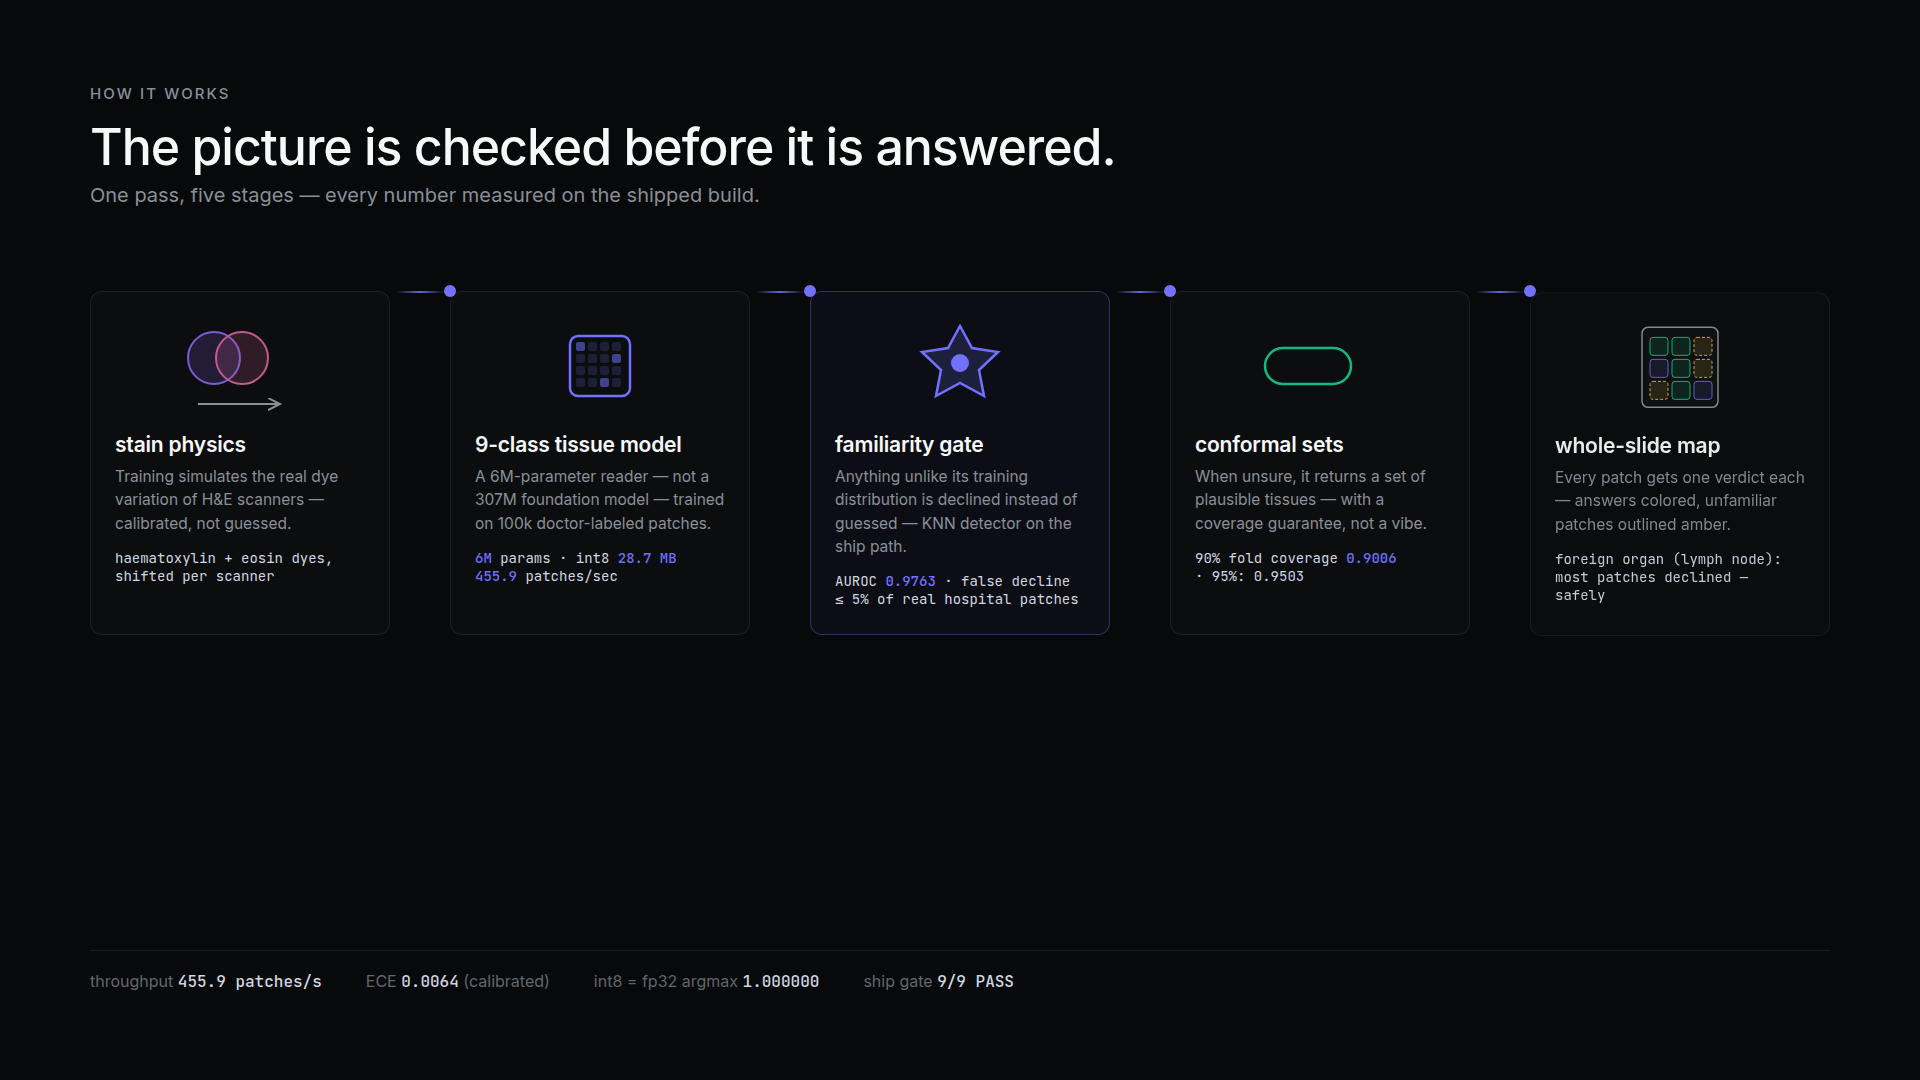 HOW IT WORKS
The picture is checked before it is answered.
One pass, five stages — every number measured on the shipped build.
stain physics
Training simulates the real dye
variation of H&E scanners —
calibrated, not guessed.
haematoxylin + eosin dyes,
shifted per scanner
9-class tissue model
A 6M-parameter reader — not a
307M foundation model — trained
on 100k doctor-labeled patches.
6M params · int8 28.7 MB
455.9 patches/sec
familiarity gate
Anything unlike its training
distribution is declined instead of
guessed — KNN detector on the
ship path.
AUROC 0.9763 · false decline
≤ 5% of real hospital patches
conformal sets
When unsure, it returns a set of
plausible tissues — with a
coverage guarantee, not a vibe.
90% fold coverage 0.9006
· 95%: 0.9503
whole-slide map
Every patch gets one verdict each
— answers colored, unfamiliar
patches outlined amber.
foreign organ (lymph node):
most patches declined —
safely
throughput 455.9 patches/s ECE 0.0064 (calibrated) int8 = fp32 argmax 1.000000 ship gate 9/9 PASS